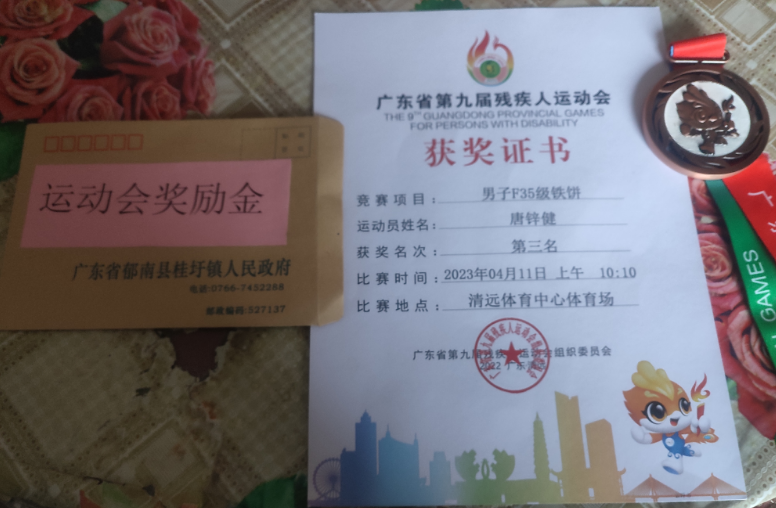 运动会奖励金
广东省郁南县桂圩镇人民政府
电话:0766-7452288
邮政编码:527137
广东省第九届残疾人运动会
THE 9TH GUANGDONG PROVINCIAL GAMES
FOR PERSONS WITH DISABILITY
获奖证书
竞赛项目: 男子F35级铁饼
运动员姓名: 唐锌健
获奖名次: 第三名
比赛时间: 2023年04月11日 上午 10:10
比赛地点: 清远体育中心体育场
广东省第九届残疾人运动会组织委员会
2022 广东清远
GAMES